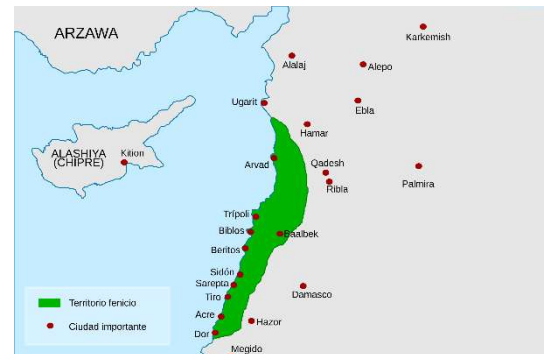 ARZAWA
Karkemish
Alalaj
Alepo
Ugarit
Ebla
Hamar
ALASHIYA
(CHIPRE)
Kition
Arvad
Qadesh
Ribla
Palmira
Trípoli
Biblos
Baalbek
Beritos
Sidón
Sarepta
Tiro
Damasco
Territorio fenicio
Acre
Hazor
Ciudad importante
Dor
Megido